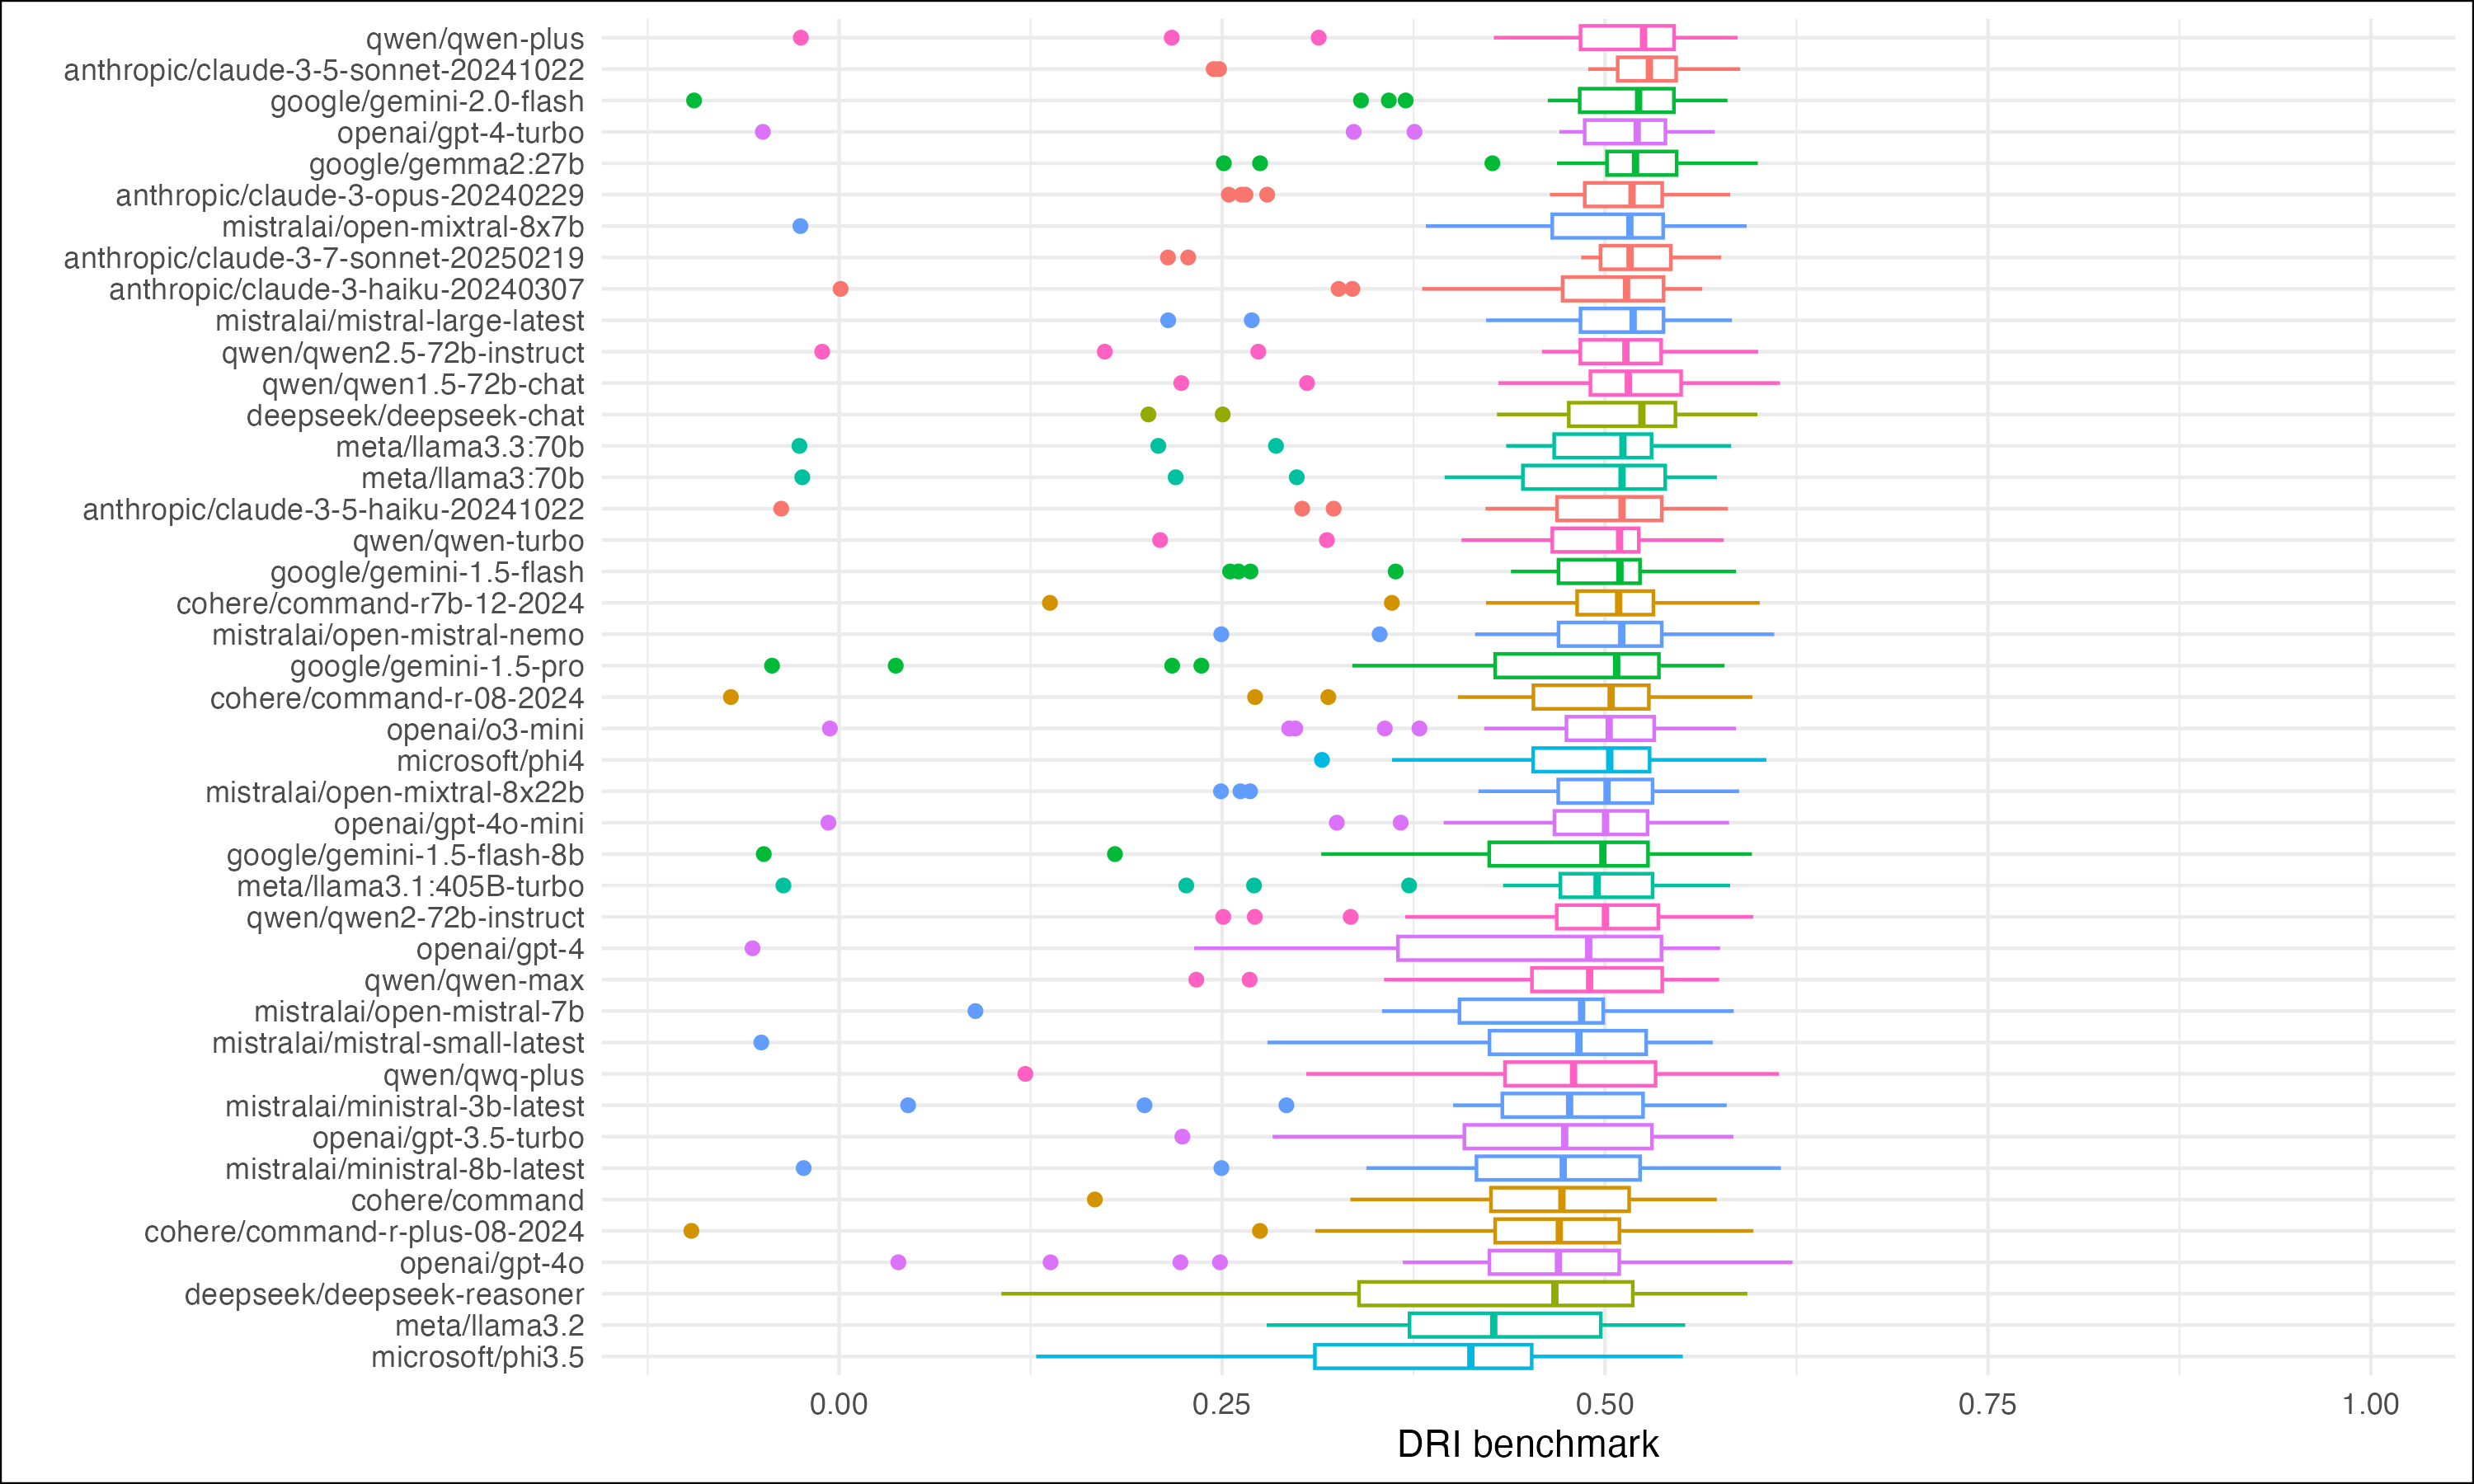 qwen/qwen-plus
anthropic/claude-3-5-sonnet-20241022
google/gemini-2.0-flash
openai/gpt-4-turbo
google/gemma2:27b
anthropic/claude-3-opus-20240229
mistralai/open-mixtral-8x7b
anthropic/claude-3-7-sonnet-20250219
anthropic/claude-3-haiku-20240307
mistralai/mistral-large-latest
qwen/qwen2.5-72b-instruct
qwen/qwen1.5-72b-chat
deepseek/deepseek-chat
meta/llama3.3:70b
meta/llama3:70b
anthropic/claude-3-5-haiku-20241022
qwen/qwen-turbo
google/gemini-1.5-flash
cohere/command-r7b-12-2024
mistralai/open-mistral-nemo
google/gemini-1.5-pro
cohere/command-r-08-2024
openai/o3-mini
microsoft/phi4
mistralai/open-mixtral-8x22b
openai/gpt-4o-mini
google/gemini-1.5-flash-8b
meta/llama3.1:405B-turbo
qwen/qwen2-72b-instruct
openai/gpt-4
qwen/qwen-max
mistralai/open-mistral-7b
mistralai/mistral-small-latest
qwen/qwq-plus
mistralai/ministral-3b-latest
openai/gpt-3.5-turbo
mistralai/ministral-8b-latest
cohere/command
cohere/command-r-plus-08-2024
openai/gpt-4o
deepseek/deepseek-reasoner
meta/llama3.2
microsoft/phi3.5
0.00 0.25 0.50 0.75 1.00
DRI benchmark